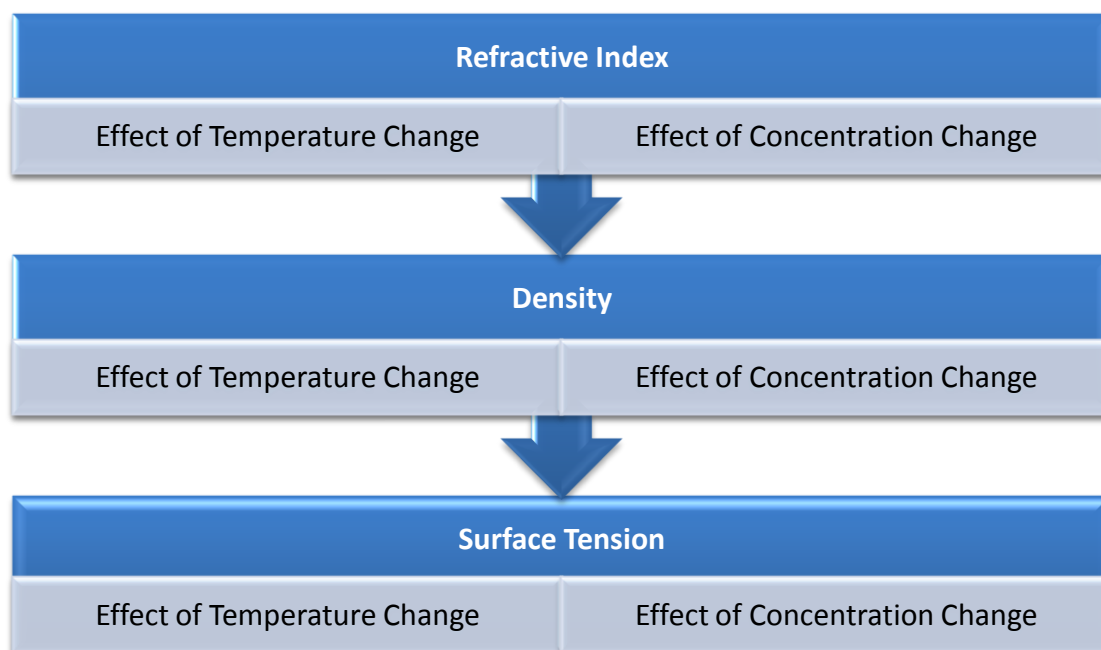 Refractive Index
Effect of Temperature Change
Effect of Concentration Change
Density
Effect of Temperature Change
Effect of Concentration Change
Surface Tension
Effect of Temperature Change
Effect of Concentration Change